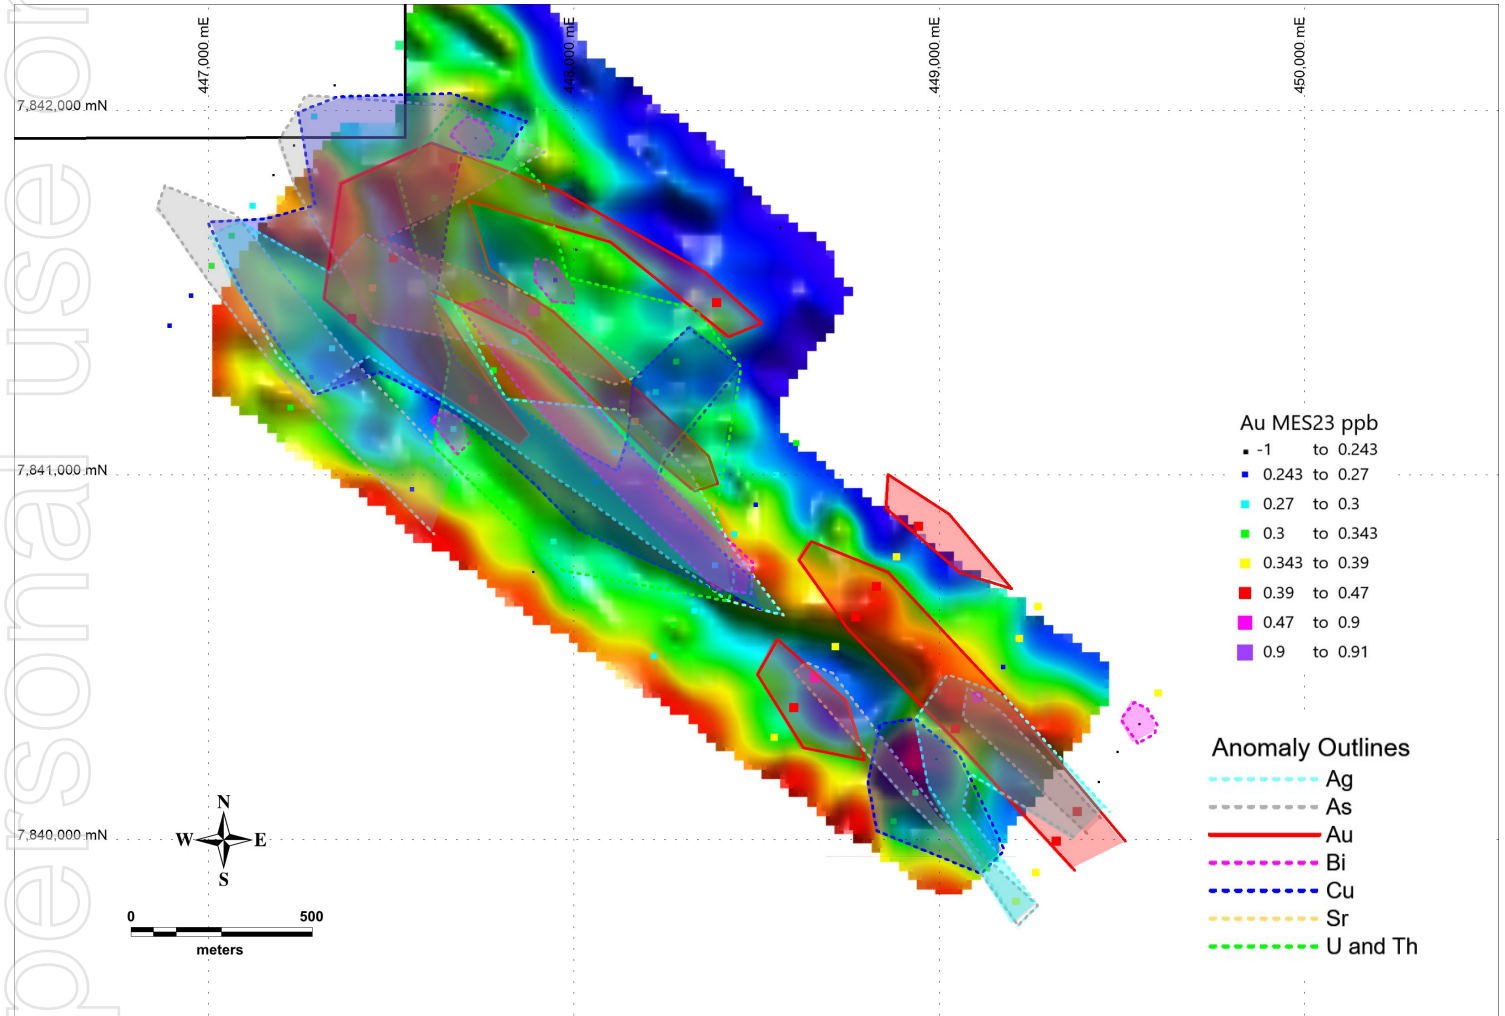 447,000 mE
448,000 mE
449,000 mE
450,000 mE
7,842,000 mN
7,841,000 mN
7,840,000 mN
personal use on
Au MES23 ppb
-1 to 0.243
0.243 to 0.27
0.27 to 0.3
0.3 to 0.343
0.343 to 0.39
0.39 to 0.47
0.47 to 0.9
0.9 to 0.91
Anomaly Outlines
Ag
As
Au
Bi
Cu
Sr
U and Th
N
W E
S
0 500
meters